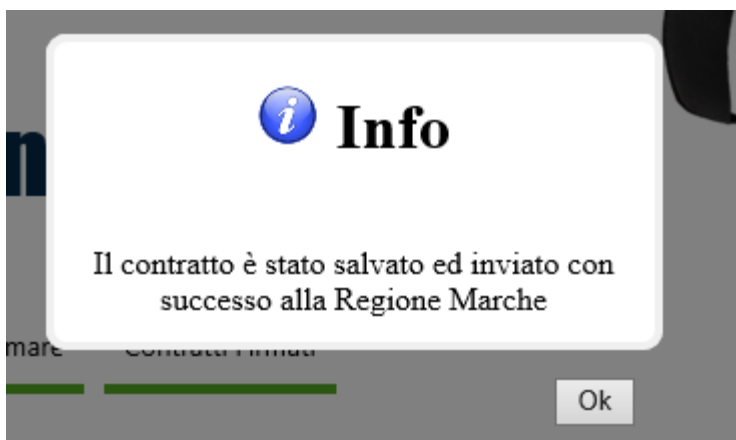 Info
Il contratto è stato salvato ed inviato con
successo alla Regione Marche
Ok